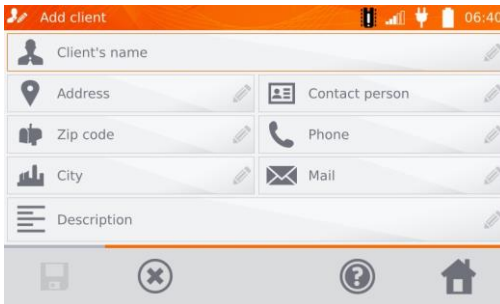 Add client 06:40
Client's name
Address Contact person
Zip code Phone
City Mail
Description